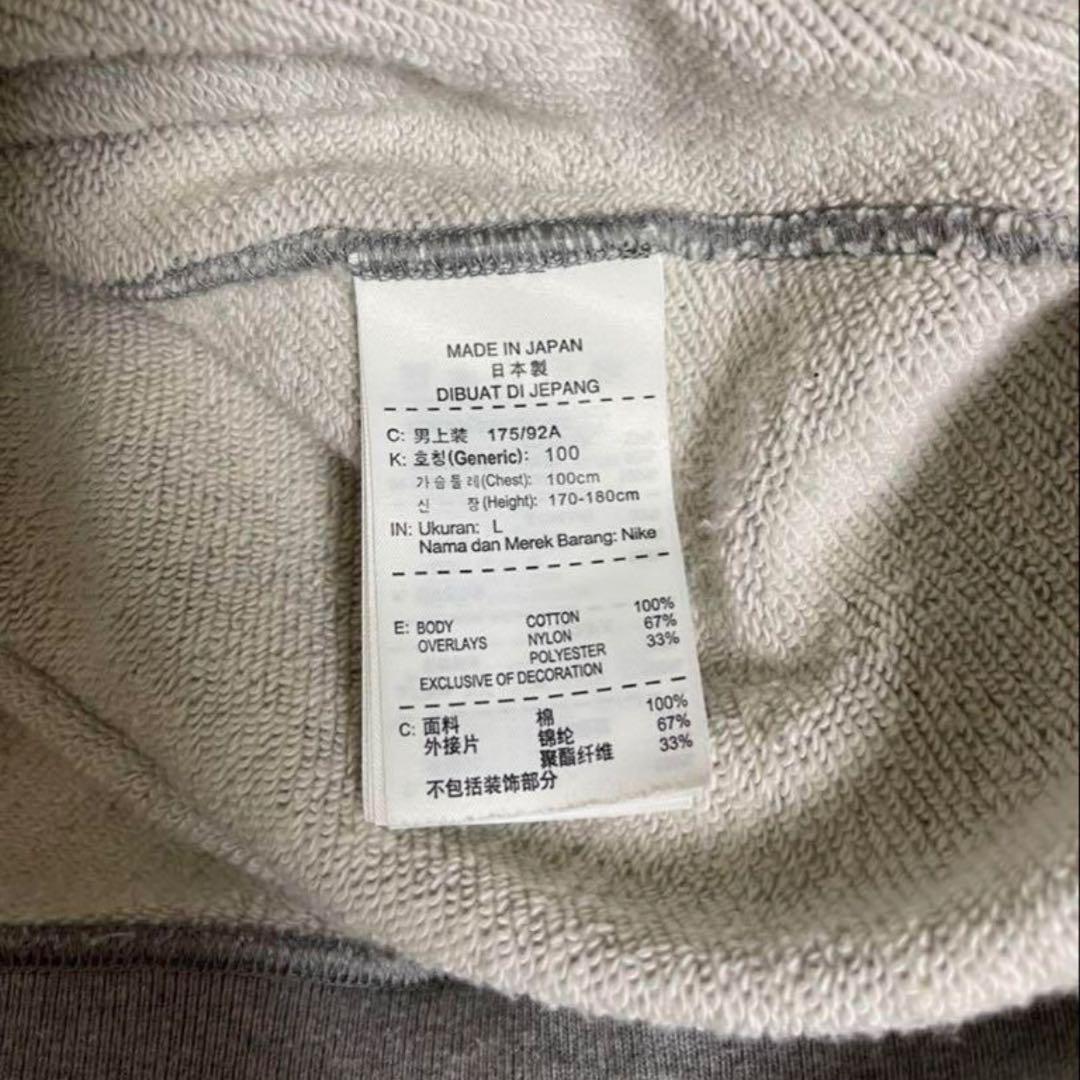 MADE IN JAPAN
日本製
DIBUAT DI JEPANG
C: 男上装 175/92A
K: 호칭(Generic): 100
가슴둘레(Chest): 100cm
신 장(Height): 170-180cm
IN: Ukuran: L
Nama dan Merek Barang: Nike
E: BODY COTTON 100%
OVERLAYS NYLON 67%
POLYESTER 33%
EXCLUSIVE OF DECORATION
C: 面料 棉 100%
外接片 锦纶 67%
聚酯纤维 33%
不包括装饰部分